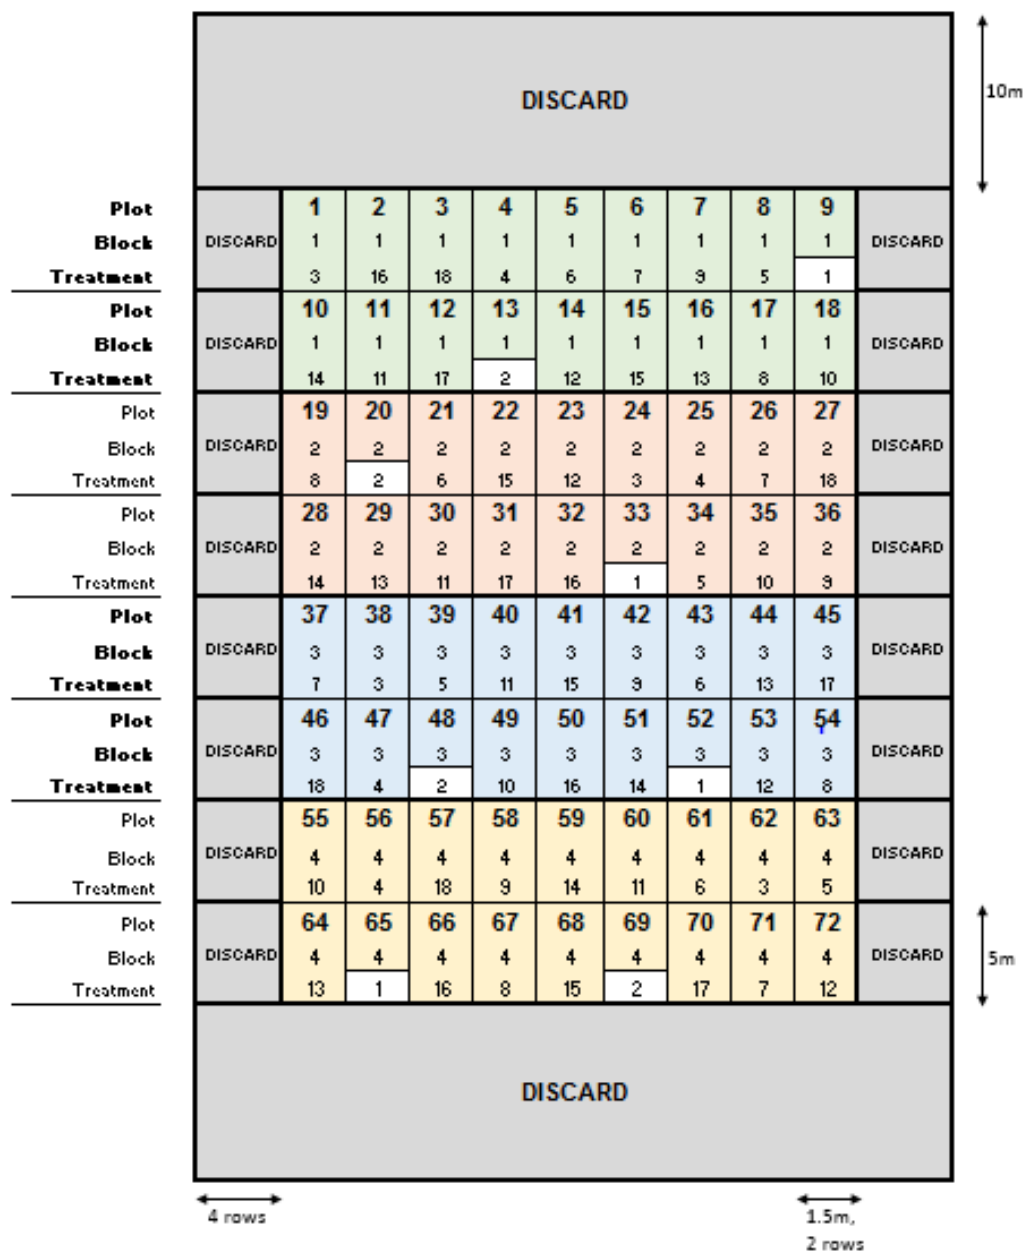 DISCARD
10m
Plot 1 2 3 4 5 6 7 8 9
Block DISCARD 1 1 1 1 1 1 1 1 1 DISCARD
Treatment 3 16 18 4 6 7 9 5 1
Plot 10 11 12 13 14 15 16 17 18
Block DISCARD 1 1 1 1 1 1 1 1 1 DISCARD
Treatment 14 11 17 2 12 15 13 8 10
Plot 19 20 21 22 23 24 25 26 27
Block DISCARD 2 2 2 2 2 2 2 2 2 DISCARD
Treatment 8 2 6 15 12 3 4 7 18
Plot 28 29 30 31 32 33 34 35 36
Block DISCARD 2 2 2 2 2 2 2 2 2 DISCARD
Treatment 14 13 11 17 16 1 5 10 9
Plot 37 38 39 40 41 42 43 44 45
Block DISCARD 3 3 3 3 3 3 3 3 3 DISCARD
Treatment 7 3 5 11 15 9 6 13 17
Plot 46 47 48 49 50 51 52 53 54
Block DISCARD 3 3 3 3 3 3 3 3 3 DISCARD
Treatment 18 4 2 10 16 14 1 12 8
Plot 55 56 57 58 59 60 61 62 63
Block DISCARD 4 4 4 4 4 4 4 4 4 DISCARD
Treatment 10 4 18 9 14 11 6 3 5
Plot 64 65 66 67 68 69 70 71 72
Block DISCARD 4 4 4 4 4 4 4 4 4 DISCARD 5m
Treatment 13 1 16 8 15 2 17 7 12
DISCARD
4 rows 1.5m,
2 rows